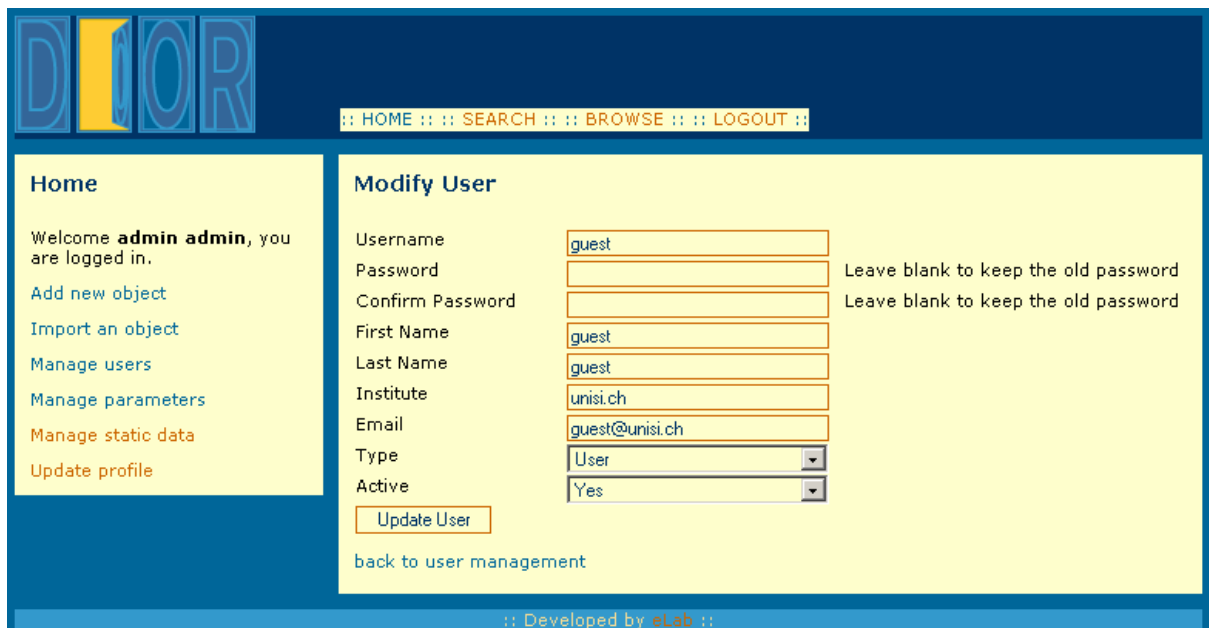 DOOR
:: HOME :: :: SEARCH :: :: BROWSE :: :: LOGOUT ::
Home
Welcome admin admin, you
are logged in.
Add new object
Import an object
Manage users
Manage parameters
Manage static data
Update profile
Modify User
Username guest
Password Leave blank to keep the old password
Confirm Password Leave blank to keep the old password
First Name guest
Last Name guest
Institute unisi.ch
Email guest@unisi.ch
Type User
Active Yes
Update User
back to user management
:: Developed by eLab ::